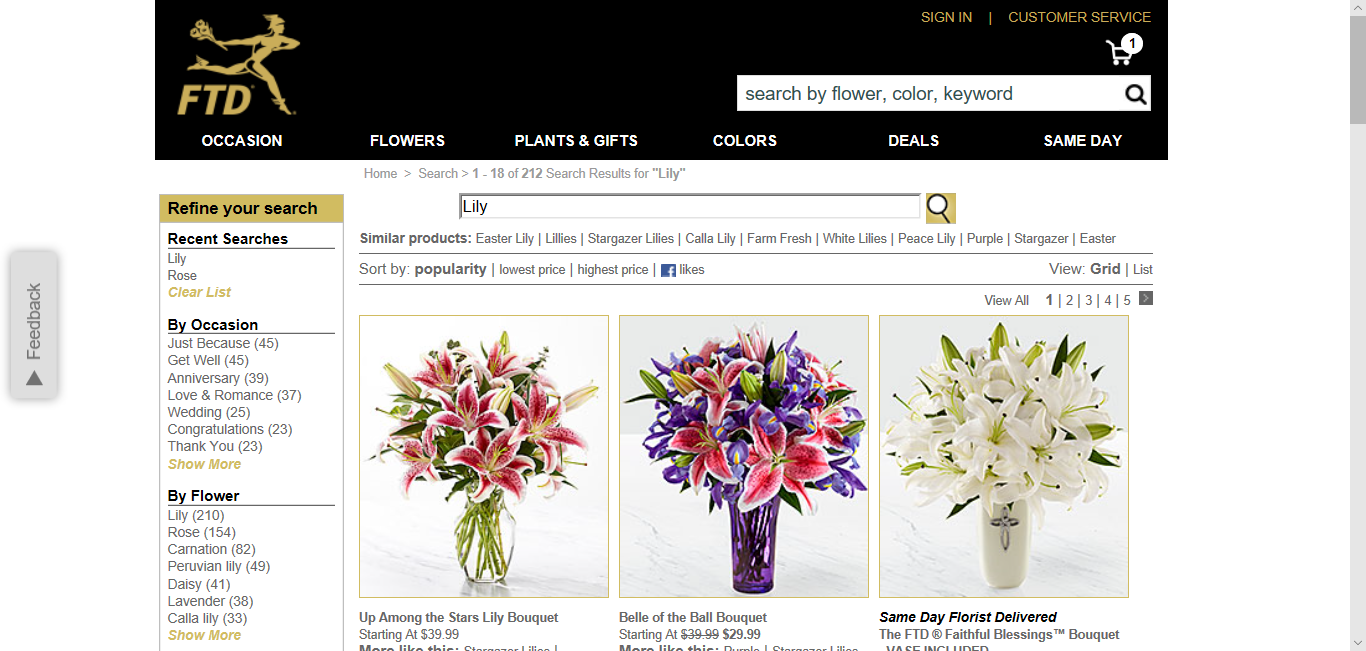 SIGN IN | CUSTOMER SERVICE
1
FTD
search by flower, color, keyword
OCCASION FLOWERS PLANTS & GIFTS COLORS DEALS SAME DAY
Home > Search > 1 - 18 of 212 Search Results for "Lily"
Lily
Similar products: Easter Lily | Lillies | Stargazer Lilies | Calla Lily | Farm Fresh | White Lilies | Peace Lily | Purple | Stargazer | Easter
Sort by: popularity | lowest price | highest price | f likes
View: Grid | List
View All 1 | 2 | 3 | 4 | 5 >
Refine your search
Recent Searches
Lily
Rose
Clear List
By Occasion
Just Because (45)
Get Well (45)
Anniversary (39)
Love & Romance (37)
Wedding (25)
Congratulations (23)
Thank You (23)
Show More
By Flower
Lily (210)
Rose (154)
Carnation (82)
Peruvian lily (49)
Daisy (41)
Lavender (38)
Calla lily (33)
Show More
Feedback
Up Among the Stars Lily Bouquet
Starting At $39.99
More like this: Stargazer Lilies |
Belle of the Ball Bouquet
Starting At $39.99 $29.99
More like this: Purple | Stargazer Lilies
Same Day Florist Delivered
The FTD ® Faithful Blessings™ Bouquet
- VASE INCLUDED